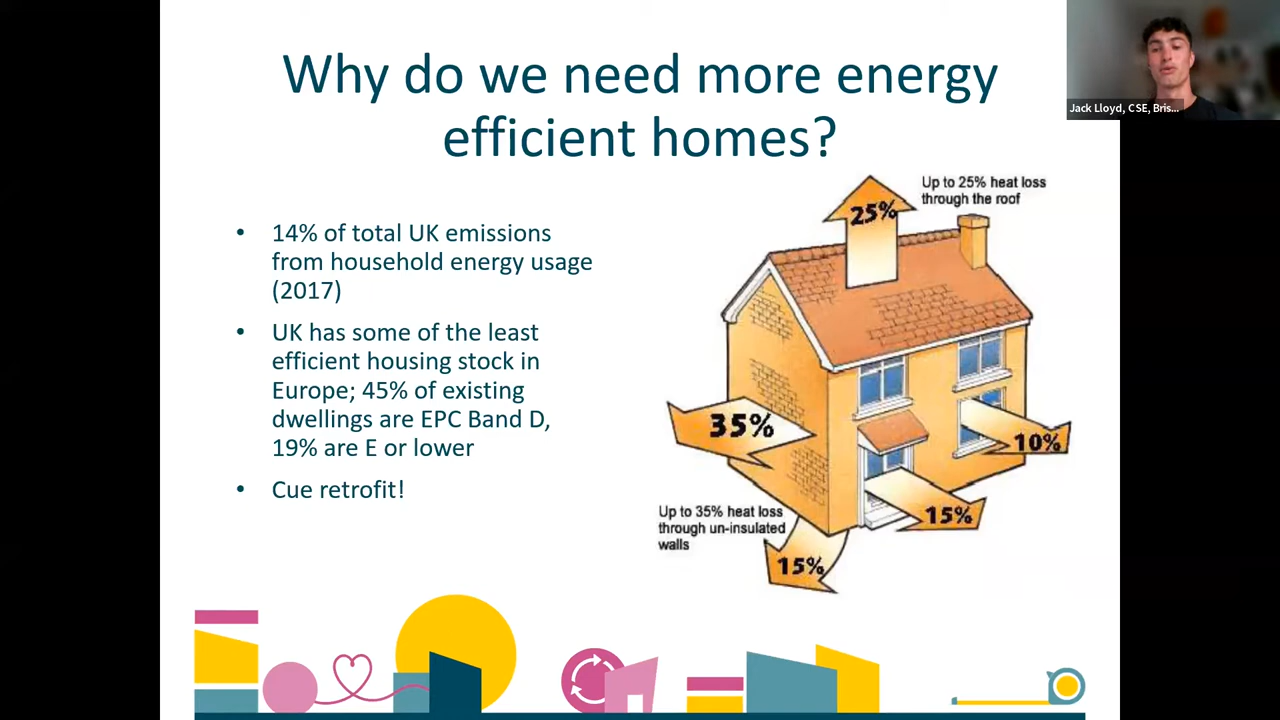 Why do we need more energy
efficient homes?
Jack Lloyd, CSE, Bris...
• 14% of total UK emissions
from household energy usage
(2017)
• UK has some of the least
efficient housing stock in
Europe; 45% of existing
dwellings are EPC Band D,
19% are E or lower
• Cue retrofit!
Up to 25% heat loss
through the roof
25%
35%
10%
15%
Up to 35% heat loss
through un-insulated
walls
15%